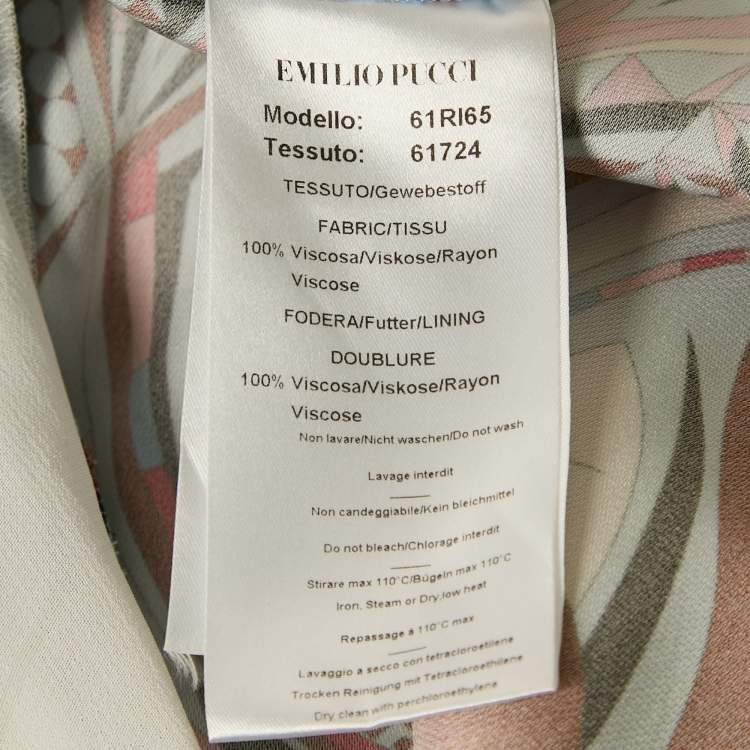 EMILIO PUCCI
Modello: 61RI65
Tessuto: 61724
TESSUTO/Gewebestoff
FABRIC/TISSU
100% Viscosa/Viskose/Rayon
Viscose
FODERA/Futter/LINING
DOUBLURE
100% Viscosa/Viskose/Rayon
Viscose
Non lavare/Nicht waschen/Do not wash
Lavage interdit
Non candeggiabile/Kein bleichmittel
Do not bleach/Chlorage interdit
Stirare max 110°C/Bügeln max 110°C
Iron, Steam or Dry,low heat
Repassage à 110°C max
Lavaggio a secco con tetracloroetilene
Trocken Reinigung mit Tetracloroethilene
Dry clean with perchloroethylene